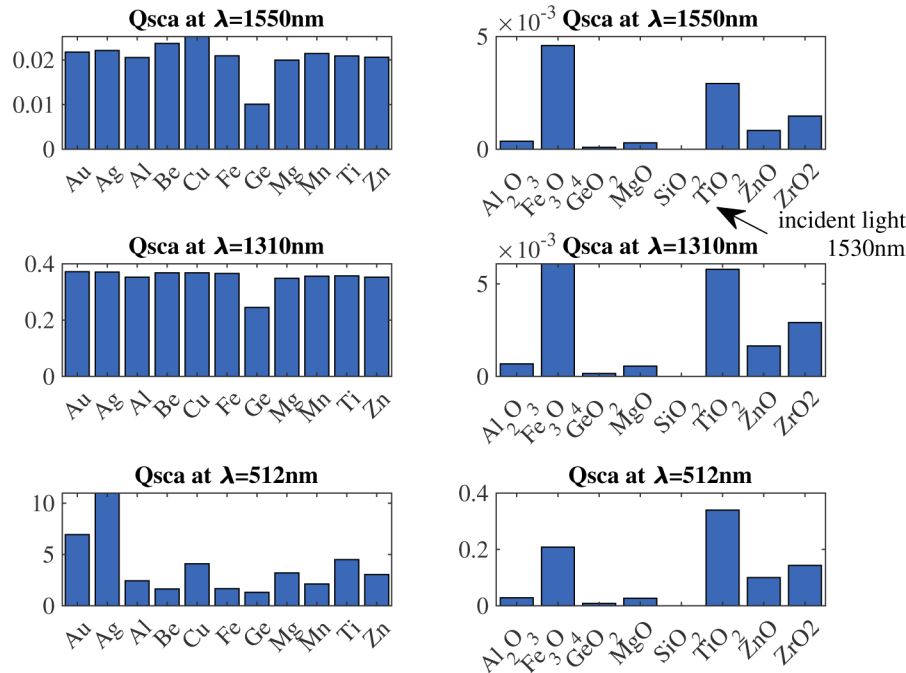 Qsca at λ=1550nm
0.02
0.01
0
Au Ag Al Be Cu Fe Ge Mg Mn Ti Zn
Qsca at λ=1550nm
× 10⁻³
5
0
Al₂O₃ Fe₃O₄ GeO₂ MgO SiO₂ TiO₂ ZnO ZrO2
incident light
1530nm
Qsca at λ=1310nm
0.4
0.2
0
Au Ag Al Be Cu Fe Ge Mg Mn Ti Zn
Qsca at λ=1310nm
× 10⁻³
5
0
Al₂O₃ Fe₃O₄ GeO₂ MgO SiO₂ TiO₂ ZnO ZrO2
Qsca at λ=512nm
10
5
0
Au Ag Al Be Cu Fe Ge Mg Mn Ti Zn
Qsca at λ=512nm
0.4
0.2
0
Al₂O₃ Fe₃O₄ GeO₂ MgO SiO₂ TiO₂ ZnO ZrO2